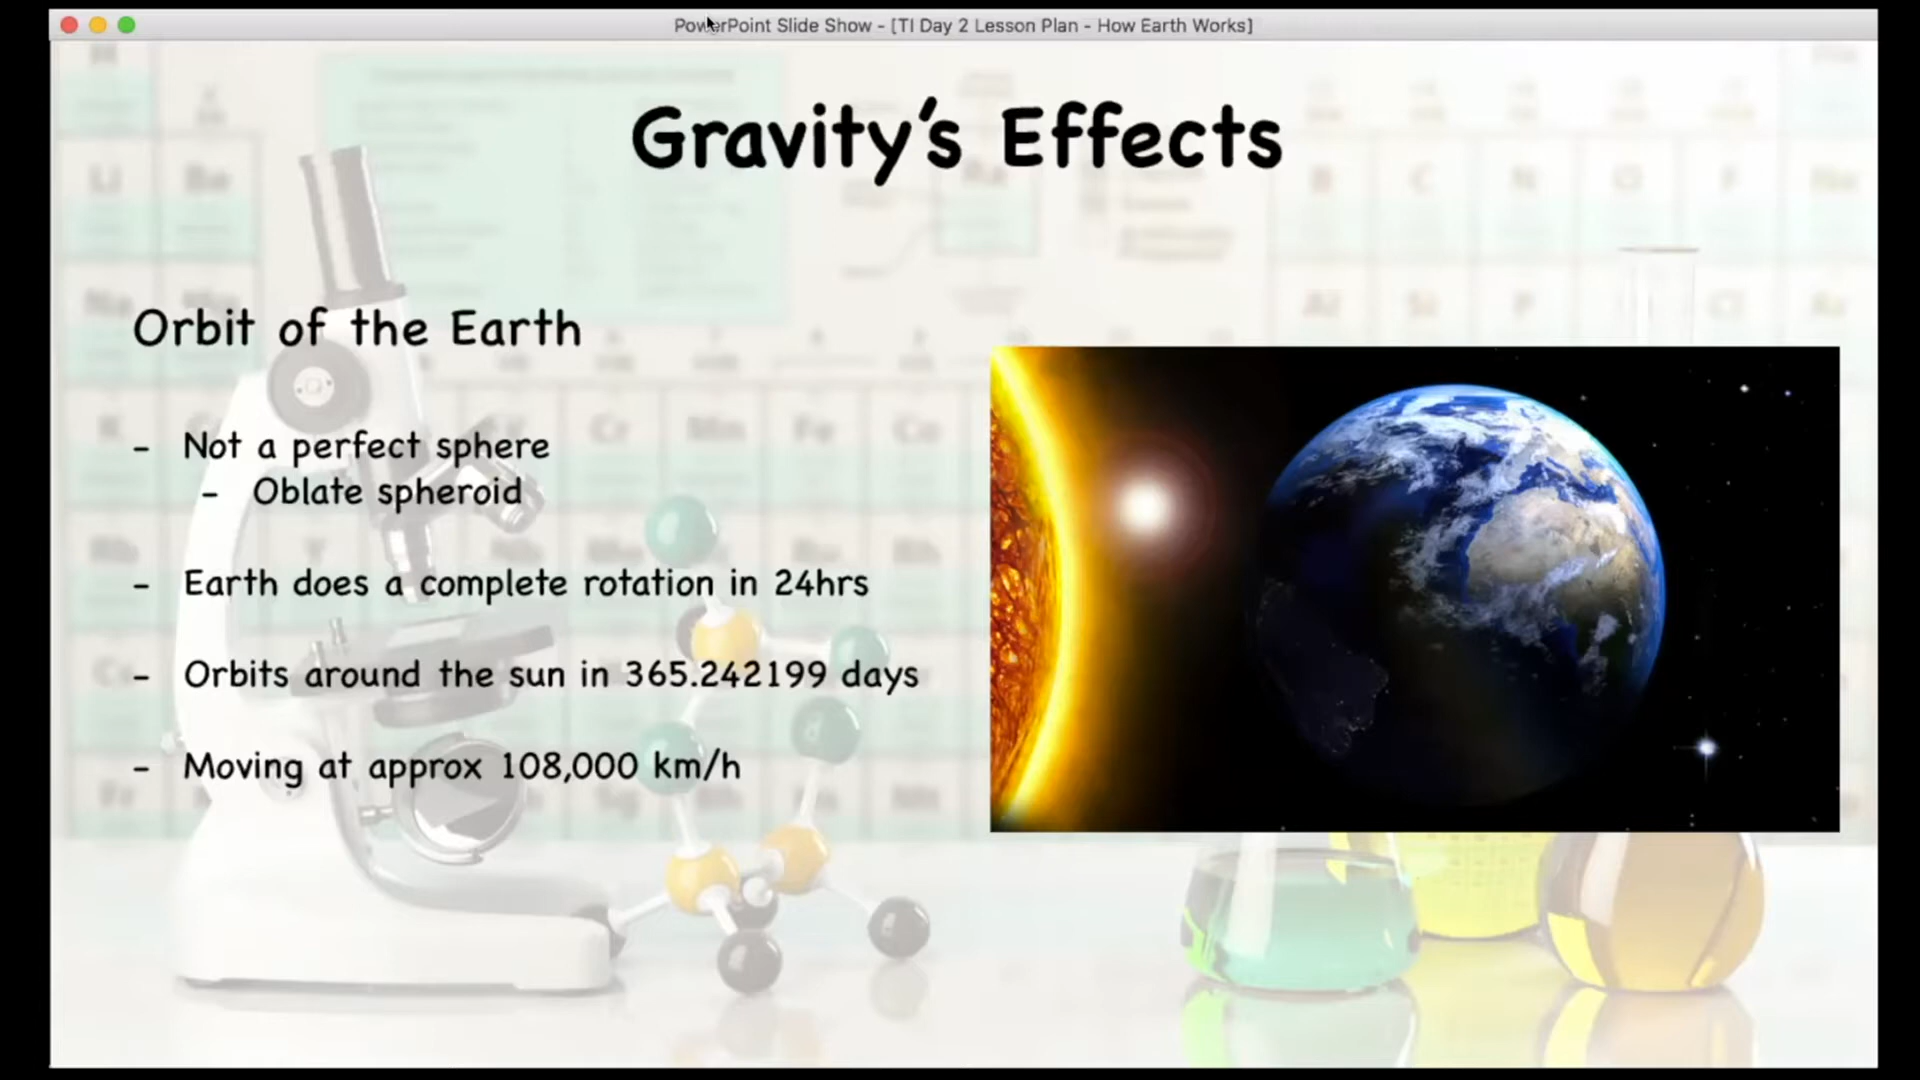 PowerPoint Slide Show - [TI Day 2 Lesson Plan - How Earth Works]
Gravity's Effects
Orbit of the Earth
- Not a perfect sphere
- Oblate spheroid
- Earth does a complete rotation in 24hrs
- Orbits around the sun in 365.242199 days
- Moving at approx 108,000 km/h